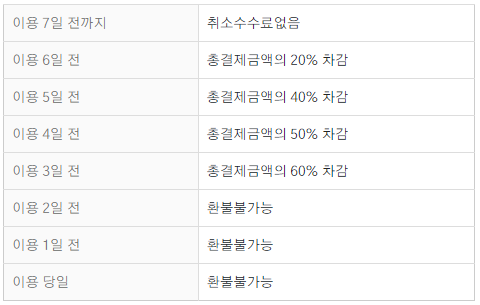 이용 7일 전까지 취소수수료없음
이용 6일 전 총결제금액의 20% 차감
이용 5일 전 총결제금액의 40% 차감
이용 4일 전 총결제금액의 50% 차감
이용 3일 전 총결제금액의 60% 차감
이용 2일 전 환불불가능
이용 1일 전 환불불가능
이용 당일 환불불가능